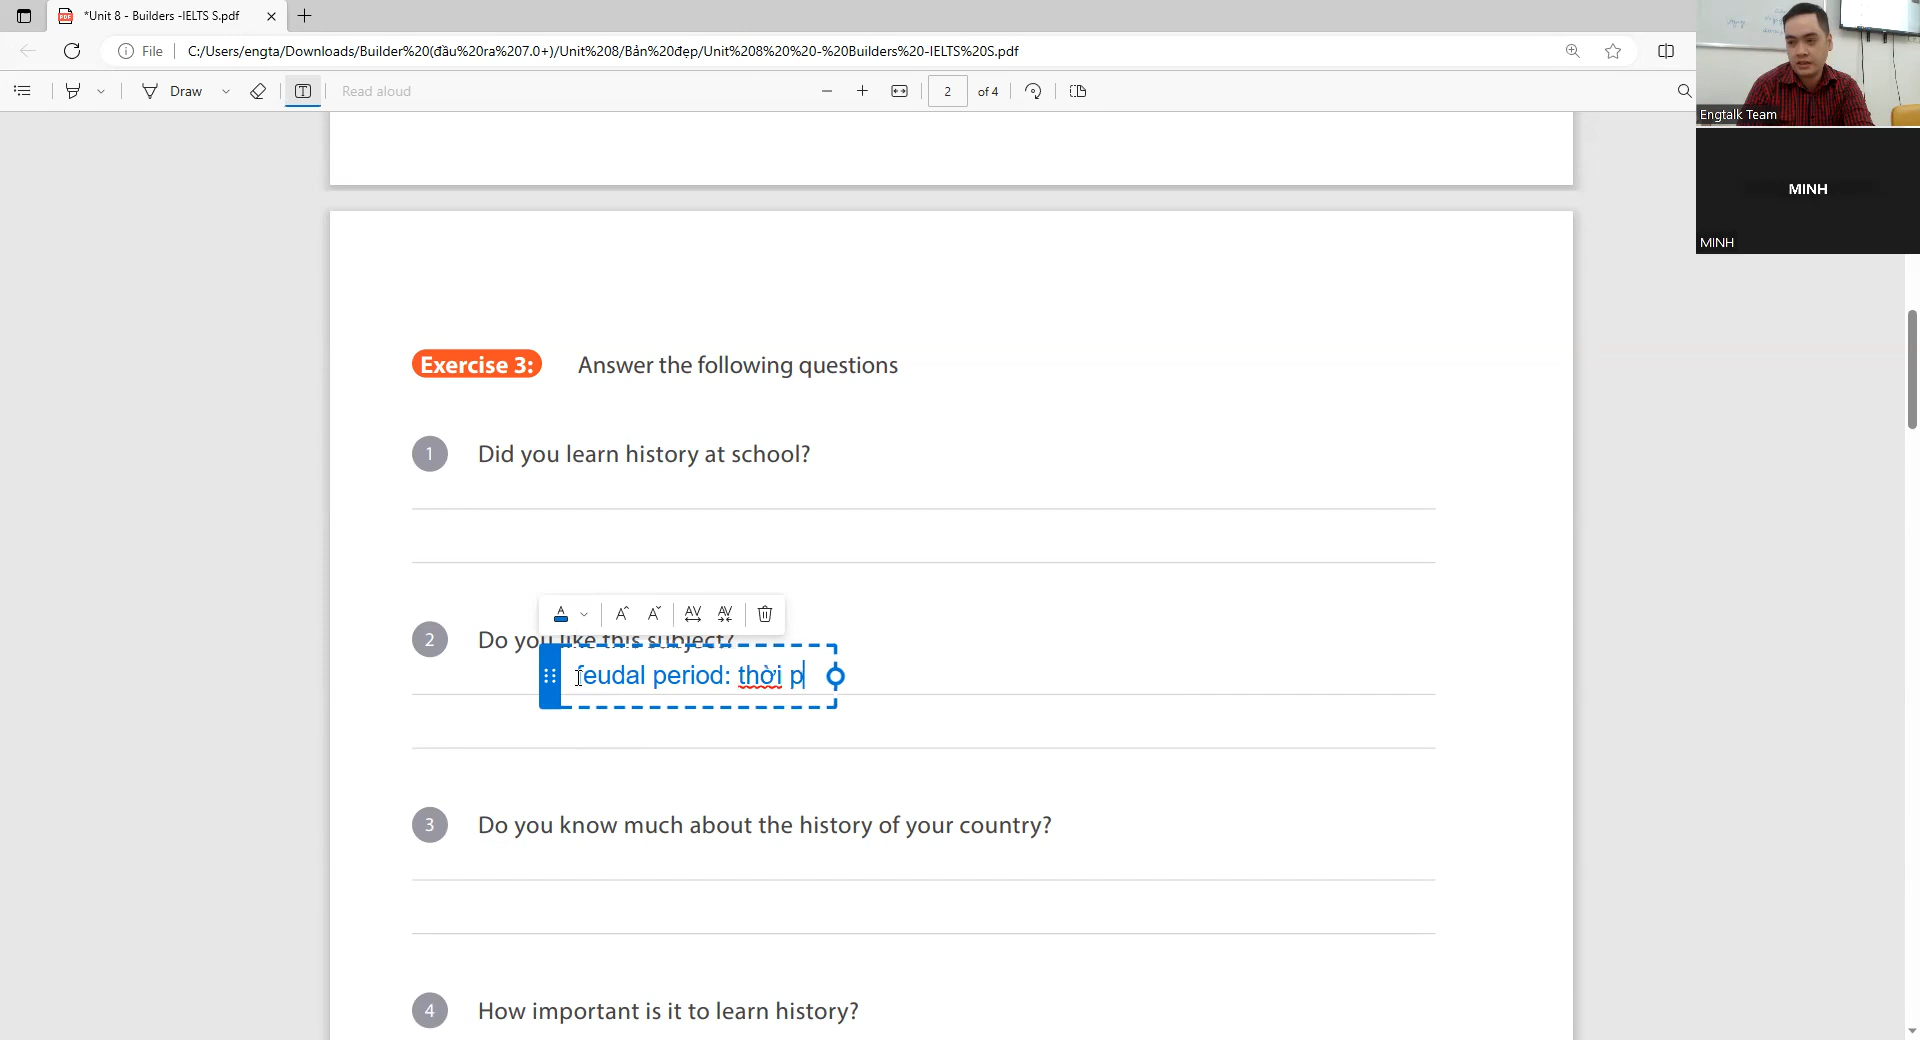 *Unit 8 - Builders -IELTS S.pdf
File
C:/Users/engta/Downloads/Builder%20(đầu%20ra%207.0+)/Unit%208/Bản%20đẹp/Unit%208%20%20-%20Builders%20-IELTS%20S.pdf
Draw
Read aloud
2 of 4
Engtalk Team
MINH
MINH
Exercise 3: Answer the following questions
1 Did you learn history at school?
2 Do you like this subject?
feudal period: thời p
3 Do you know much about the history of your country?
4 How important is it to learn history?